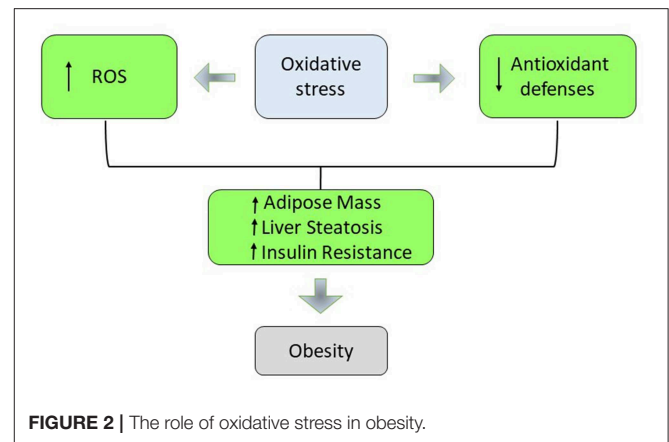 ↑ ROS
Oxidative
stress
↓ Antioxidant
defenses
↑ Adipose Mass
↑ Liver Steatosis
↑ Insulin Resistance
Obesity
FIGURE 2 | The role of oxidative stress in obesity.